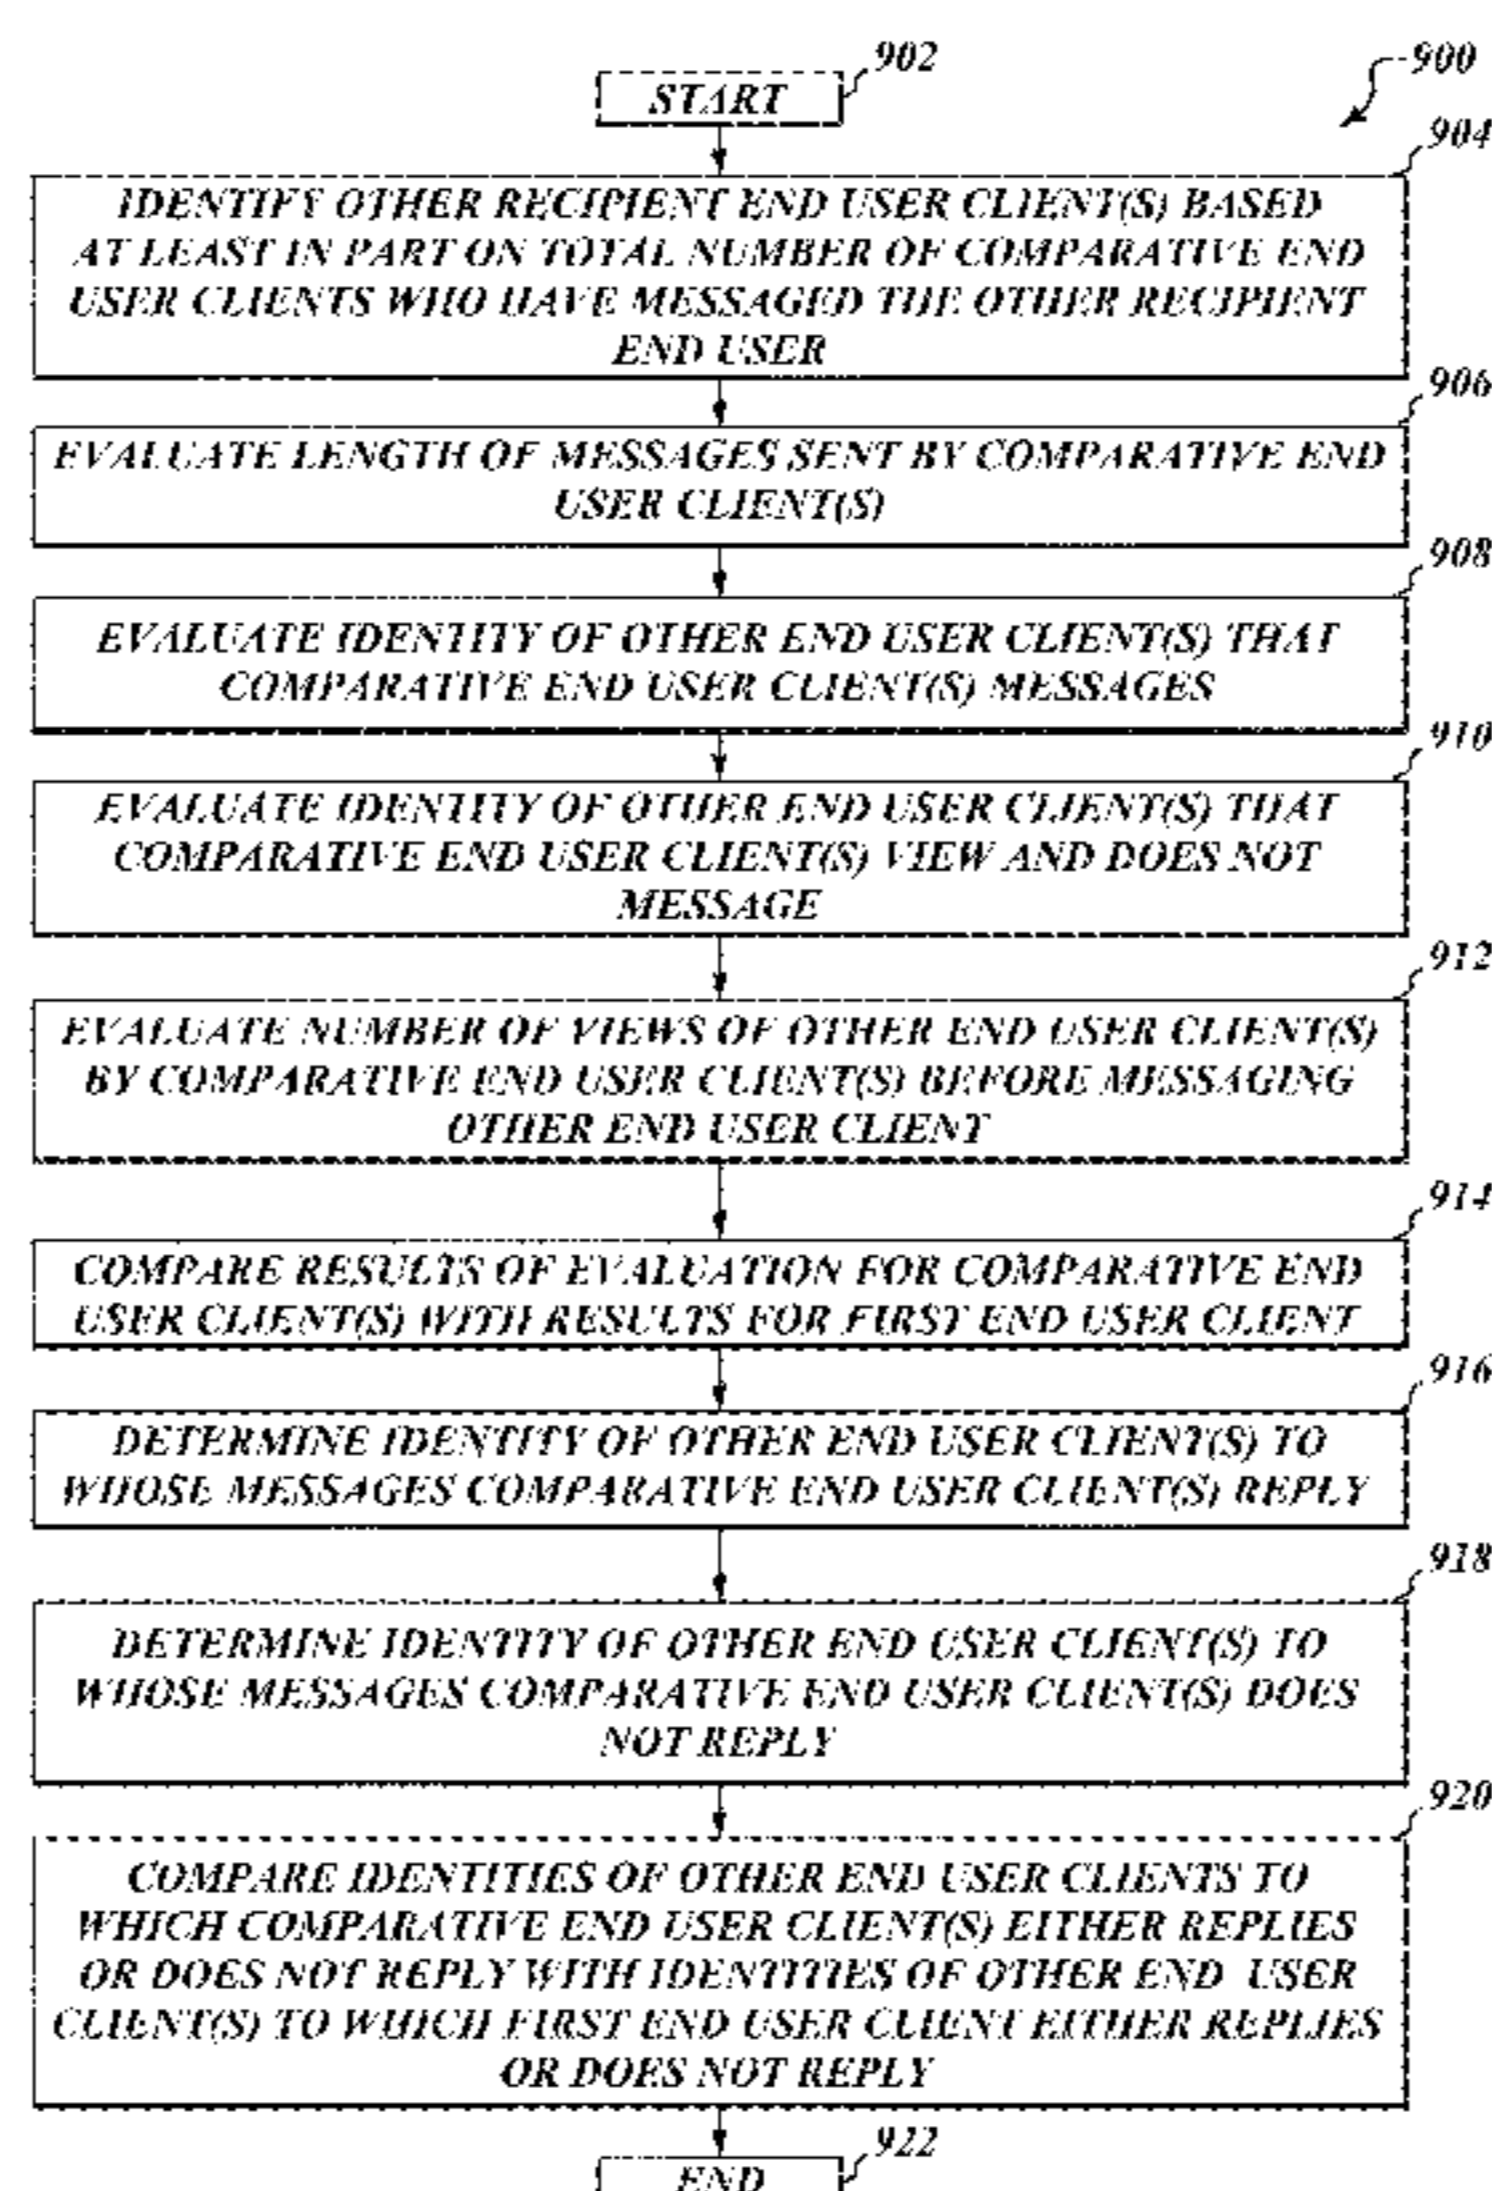 902
START
900
904
IDENTIFY OTHER RECIPIENT END USER CLIENT(S) BASED
AT LEAST IN PART ON TOTAL NUMBER OF COMPARATIVE END
USER CLIENTS WHO HAVE MESSAGED THE OTHER RECIPIENT
END USER
906
EVALUATE LENGTH OF MESSAGES SENT BY COMPARATIVE END
USER CLIENT(S)
908
EVALUATE IDENTITY OF OTHER END USER CLIENT(S) THAT
COMPARATIVE END USER CLIENT(S) MESSAGES
910
EVALUATE IDENTITY OF OTHER END USER CLIENT(S) THAT
COMPARATIVE END USER CLIENT(S) VIEW AND DOES NOT
MESSAGE
912
EVALUATE NUMBER OF VIEWS OF OTHER END USER CLIENT(S)
BY COMPARATIVE END USER CLIENT(S) BEFORE MESSAGING
OTHER END USER CLIENT
914
COMPARE RESULTS OF EVALUATION FOR COMPARATIVE END
USER CLIENT(S) WITH RESULTS FOR FIRST END USER CLIENT
916
DETERMINE IDENTITY OF OTHER END USER CLIENT(S) TO
WHOSE MESSAGES COMPARATIVE END USER CLIENT(S) REPLY
918
DETERMINE IDENTITY OF OTHER END USER CLIENT(S) TO
WHOSE MESSAGES COMPARATIVE END USER CLIENT(S) DOES
NOT REPLY
920
COMPARE IDENTITIES OF OTHER END USER CLIENTS TO
WHICH COMPARATIVE END USER CLIENT(S) EITHER REPLIES
OR DOES NOT REPLY WITH IDENTITIES OF OTHER END USER
CLIENT(S) TO WHICH FIRST END USER CLIENT EITHER REPLIES
OR DOES NOT REPLY
922
END